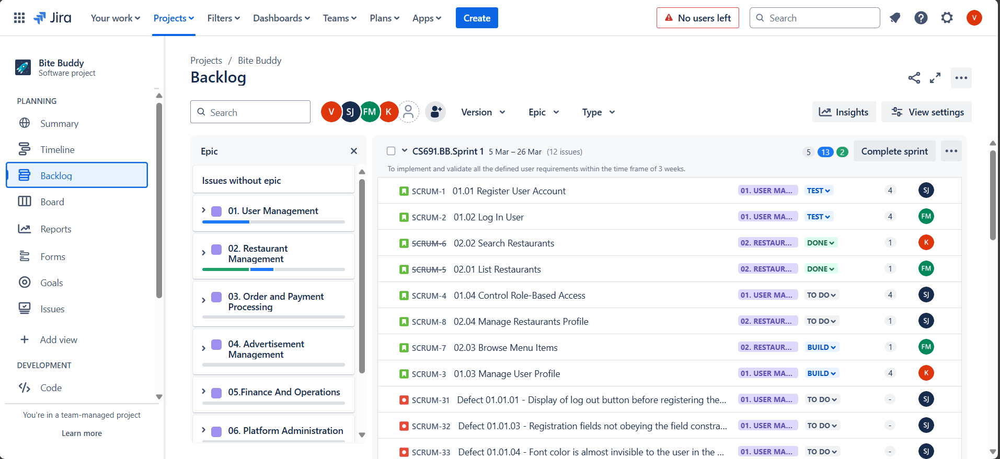 Jira
Your work
Projects
Filters
Dashboards
Teams
Plans
Apps
Create
No users left
Search
V
Bite Buddy
Software project
PLANNING
Summary
Timeline
Backlog
Board
Reports
Forms
Goals
Issues
Add view
DEVELOPMENT
Code
You're in a team-managed project
Learn more
Projects / Bite Buddy
Backlog
Search
V SJ FM K
Version
Epic
Type
Insights
View settings
Epic
Issues without epic
01. User Management
02. Restaurant
Management
03. Order and Payment
Processing
04. Advertisement
Management
05.Finance And Operations
06. Platform Administration
CS691.BB.Sprint 1 5 Mar – 26 Mar (12 issues)
5 13 2
Complete sprint
To implement and validate all the defined user requirements within the time frame of 3 weeks.
SCRUM-1 01.01 Register User Account 01. USER MA... TEST 4 SJ
SCRUM-2 01.02 Log In User 01. USER MA... TEST 4 FM
SCRUM-6 02.02 Search Restaurants 02. RESTAUR... DONE 1 K
SCRUM-5 02.01 List Restaurants 02. RESTAUR... DONE 1 FM
SCRUM-4 01.04 Control Role-Based Access 01. USER MA... TO DO 4 SJ
SCRUM-8 02.04 Manage Restaurants Profile 02. RESTAUR... TO DO 1 SJ
SCRUM-7 02.03 Browse Menu Items 02. RESTAUR... BUILD 1 FM
SCRUM-3 01.03 Manage User Profile 01. USER MA... BUILD 4 K
SCRUM-31 Defect 01.01.01 - Display of log out button before registering the... 01. USER MA... TO DO - SJ
SCRUM-32 Defect 01.01.03 - Registration fields not obeying the field constra... 01. USER MA... TO DO - SJ
SCRUM-33 Defect 01.01.04 - Font color is almost invisible to the user in the ... 01. USER MA... TO DO - SJ